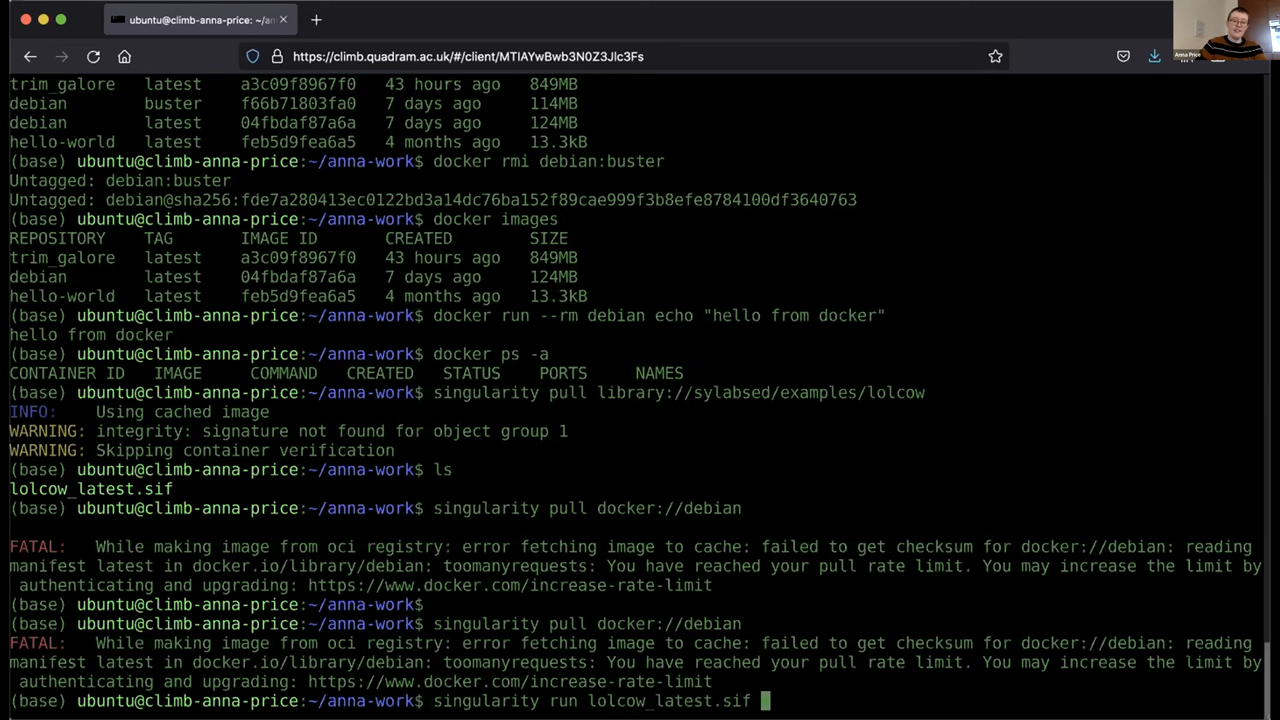 ubuntu@climb-anna-price: ~/an
https://climb.quadram.ac.uk/#/client/MTIAYwBwb3N0Z3Jlc3Fs
Anna Price
trim_galore latest a3c09f8967f0 43 hours ago 849MB
debian buster f66b71803fa0 7 days ago 114MB
debian latest 04fbdaf87a6a 7 days ago 124MB
hello-world latest feb5d9fea6a5 4 months ago 13.3kB
(base) ubuntu@climb-anna-price:~/anna-work$ docker rmi debian:buster
Untagged: debian:buster
Untagged: debian@sha256:fde7a280413ec0122bd3a14dc76ba152f89cae999f3b8efe8784100df3640763
(base) ubuntu@climb-anna-price:~/anna-work$ docker images
REPOSITORY TAG IMAGE ID CREATED SIZE
trim_galore latest a3c09f8967f0 43 hours ago 849MB
debian latest 04fbdaf87a6a 7 days ago 124MB
hello-world latest feb5d9fea6a5 4 months ago 13.3kB
(base) ubuntu@climb-anna-price:~/anna-work$ docker run --rm debian echo "hello from docker"
hello from docker
(base) ubuntu@climb-anna-price:~/anna-work$ docker ps -a
CONTAINER ID IMAGE COMMAND CREATED STATUS PORTS NAMES
(base) ubuntu@climb-anna-price:~/anna-work$ singularity pull library://sylabsed/examples/lolcow
INFO: Using cached image
WARNING: integrity: signature not found for object group 1
WARNING: Skipping container verification
(base) ubuntu@climb-anna-price:~/anna-work$ ls
lolcow_latest.sif
(base) ubuntu@climb-anna-price:~/anna-work$ singularity pull docker://debian
FATAL: While making image from oci registry: error fetching image to cache: failed to get checksum for docker://debian: reading
manifest latest in docker.io/library/debian: toomanyrequests: You have reached your pull rate limit. You may increase the limit by
authenticating and upgrading: https://www.docker.com/increase-rate-limit
(base) ubuntu@climb-anna-price:~/anna-work$
(base) ubuntu@climb-anna-price:~/anna-work$ singularity pull docker://debian
FATAL: While making image from oci registry: error fetching image to cache: failed to get checksum for docker://debian: reading
manifest latest in docker.io/library/debian: toomanyrequests: You have reached your pull rate limit. You may increase the limit by
authenticating and upgrading: https://www.docker.com/increase-rate-limit
(base) ubuntu@climb-anna-price:~/anna-work$ singularity run lolcow_latest.sif